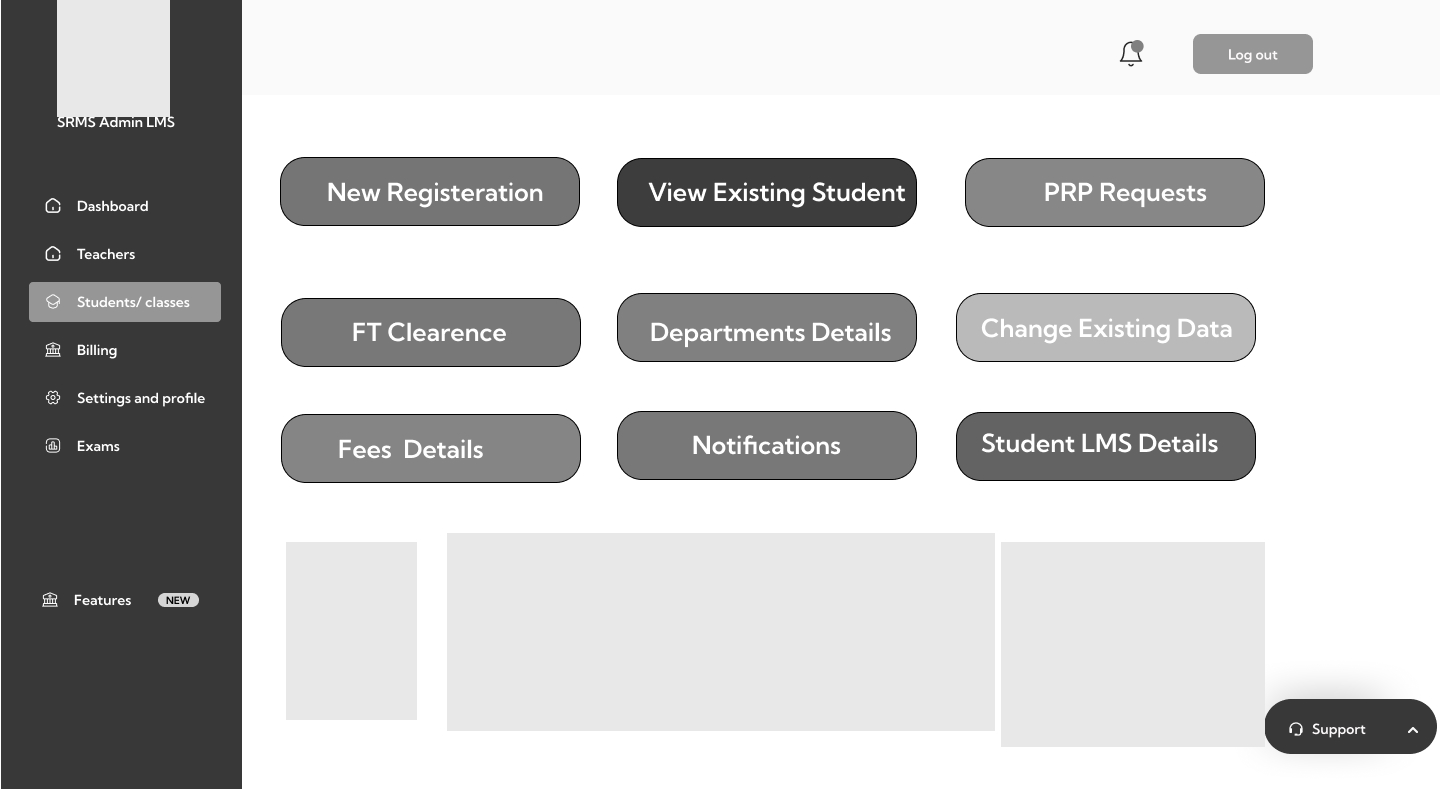 Log out
SRMS Admin LMS
Dashboard
Teachers
Students/ classes
Billing
Settings and profile
Exams
Features NEW
New Registeration
View Existing Student
PRP Requests
FT Clearence
Departments Details
Change Existing Data
Fees Details
Notifications
Student LMS Details
Support